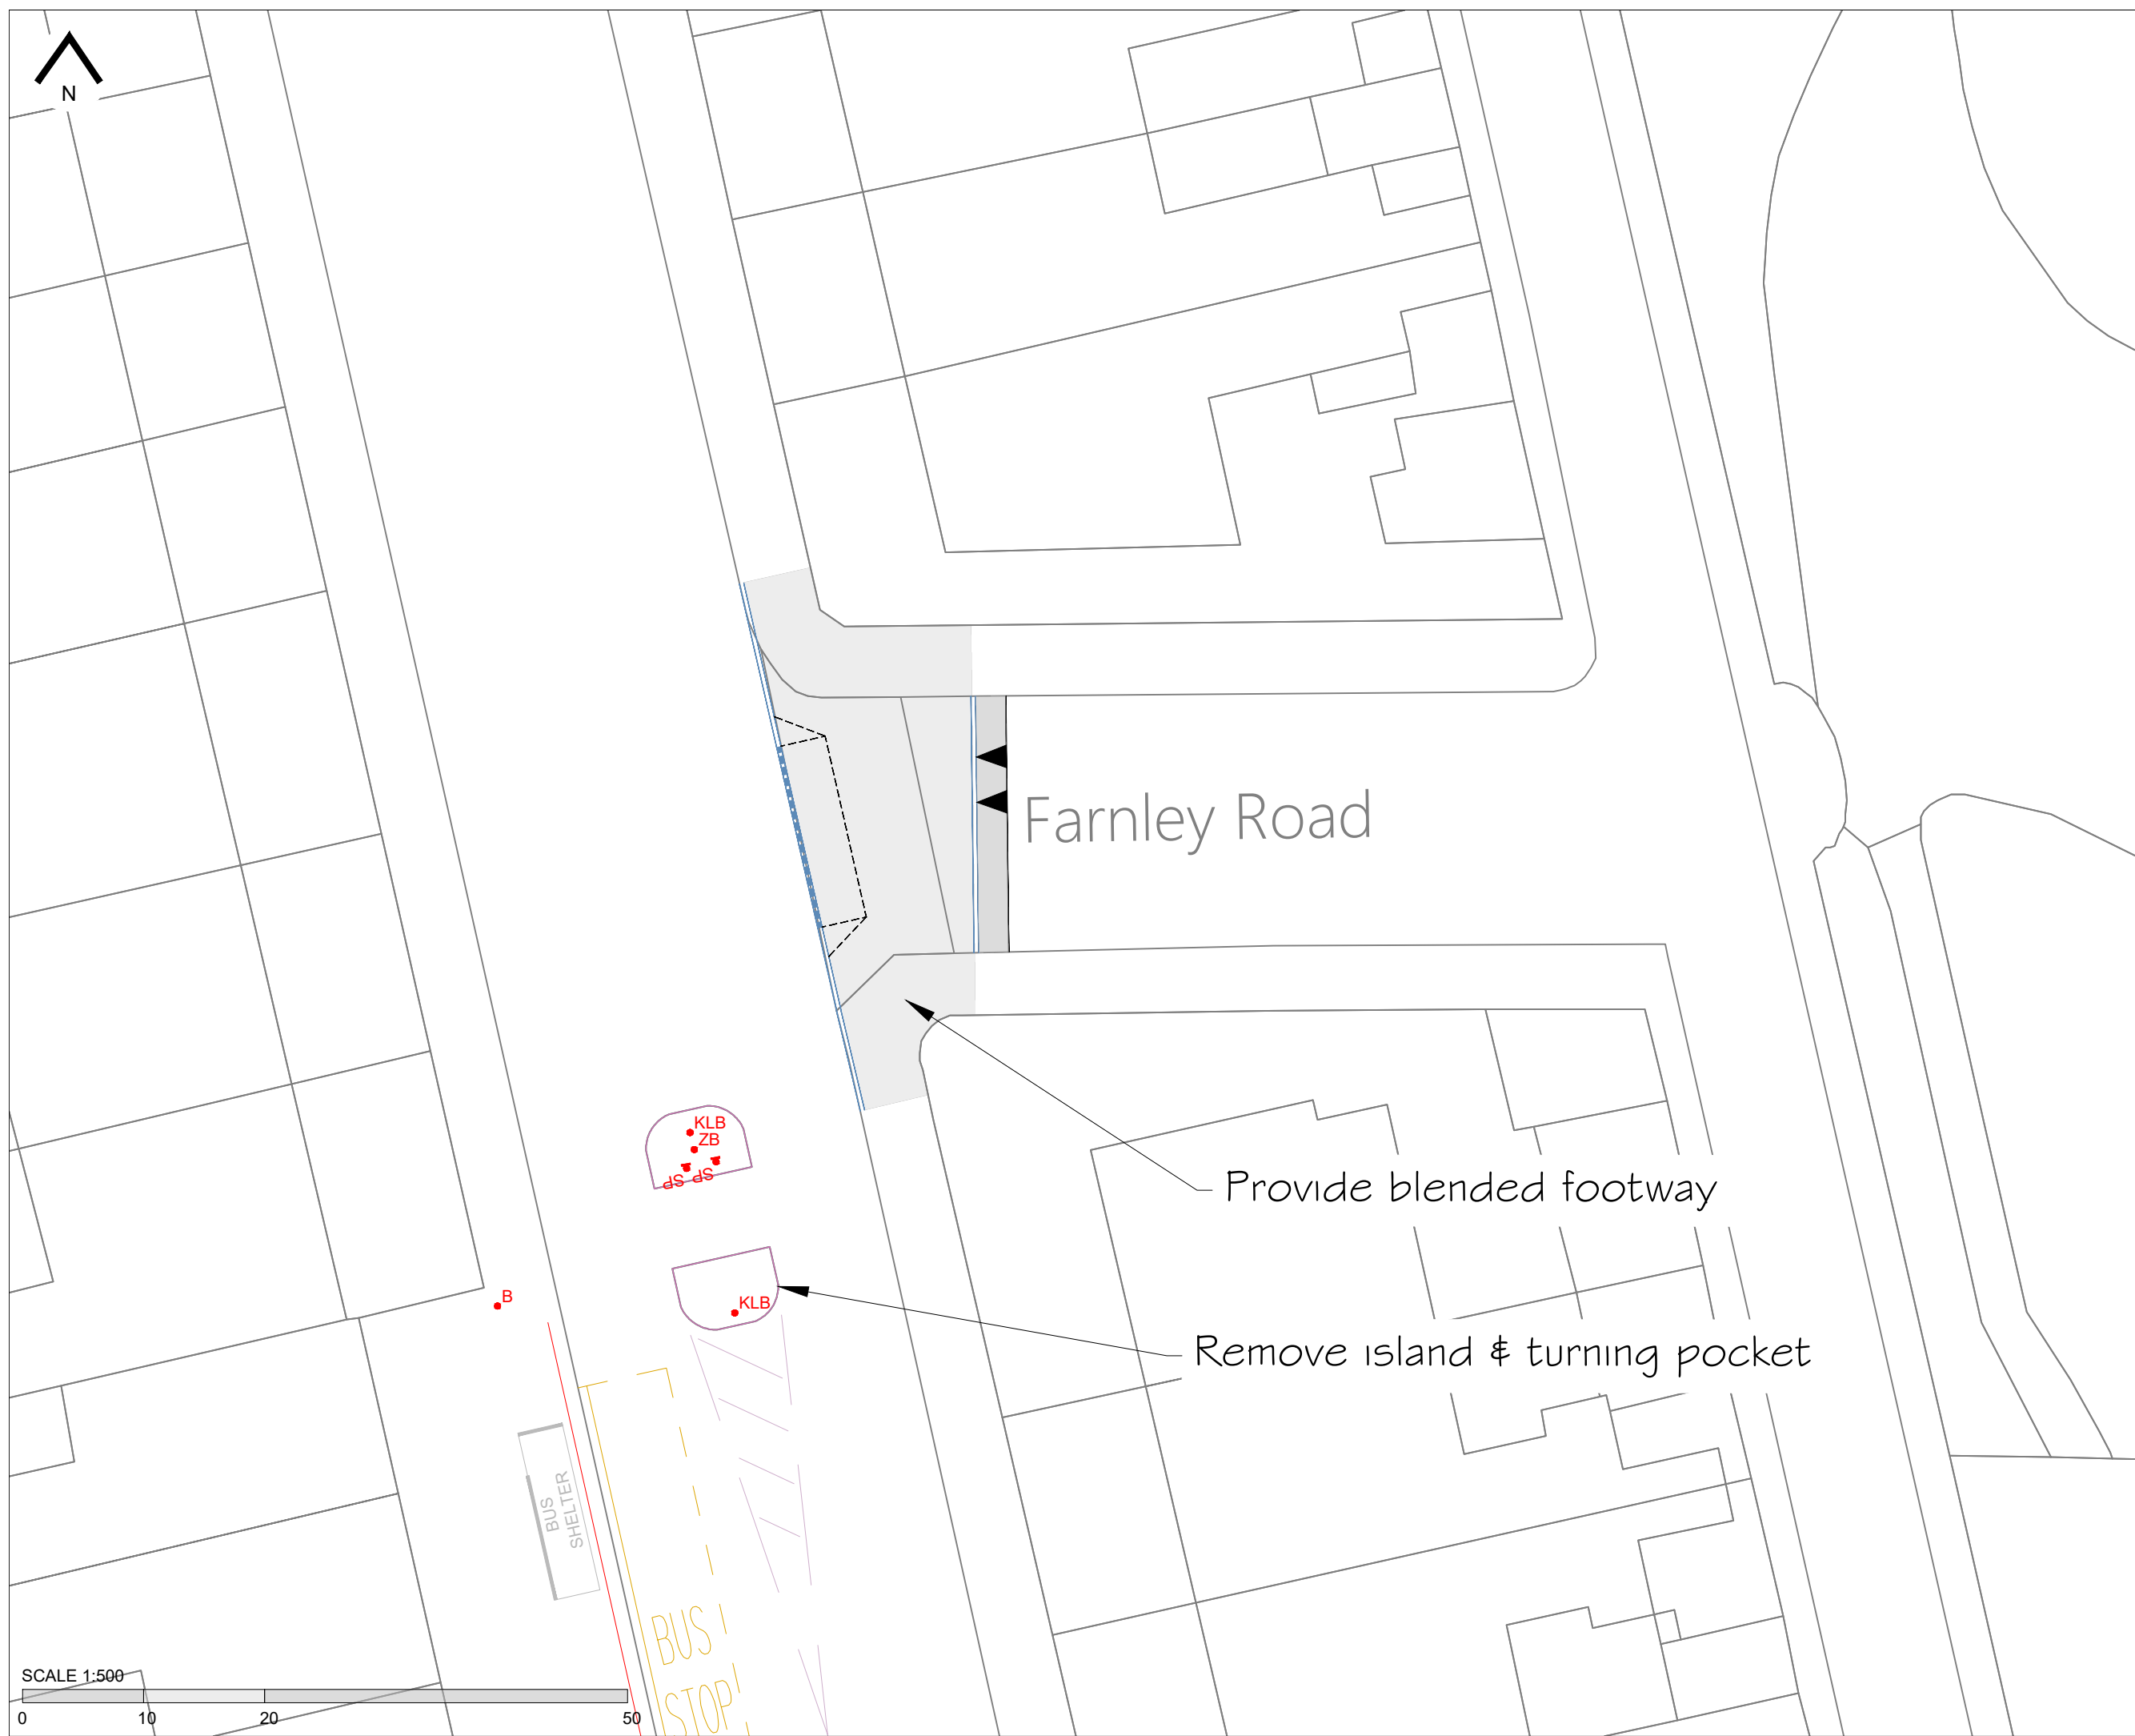 N
Farnley Road
KLB
ZB
SP
SP
Provide blended footway
B
KLB
Remove island & turning pocket
BUS
SHELTER
BUS
STOP
SCALE 1:500
0 10 20 50